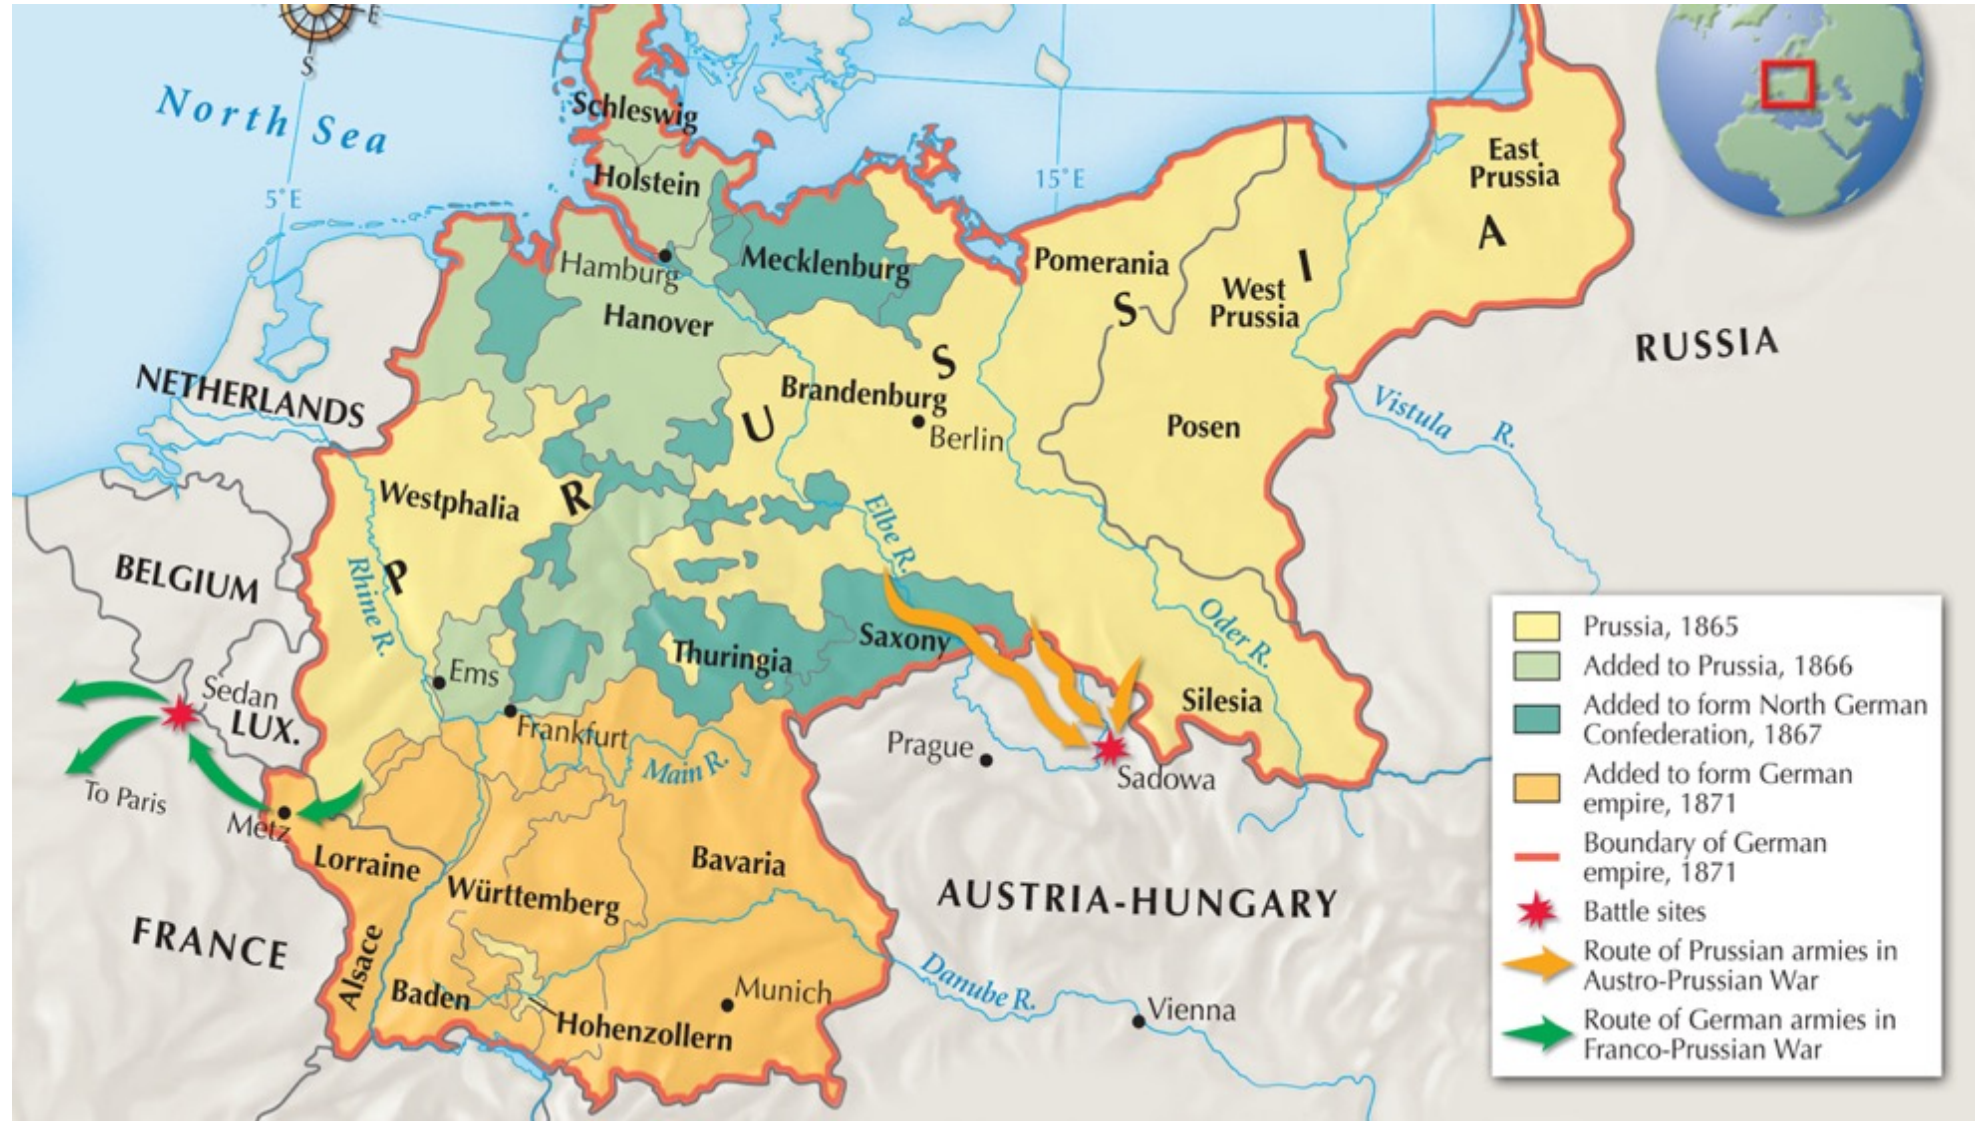 E
S
North Sea
5°E
15°E
Schleswig
Holstein
Hamburg
Mecklenburg
Hanover
Pomerania
West
Prussia
East
Prussia
P R U S S I A
RUSSIA
NETHERLANDS
Brandenburg
Berlin
Posen
Vistula R.
Westphalia
Elbe R.
BELGIUM
Rhine R.
Oder R.
Ems
Thuringia
Saxony
Silesia
Sedan
LUX.
Frankfurt
Main R.
Prague
Sadowa
To Paris
Metz
Lorraine
Bavaria
Württemberg
AUSTRIA-HUNGARY
FRANCE
Alsace
Baden
Munich
Hohenzollern
Danube R.
Vienna
Prussia, 1865
Added to Prussia, 1866
Added to form North German
Confederation, 1867
Added to form German
empire, 1871
Boundary of German
empire, 1871
Battle sites
Route of Prussian armies in
Austro-Prussian War
Route of German armies in
Franco-Prussian War